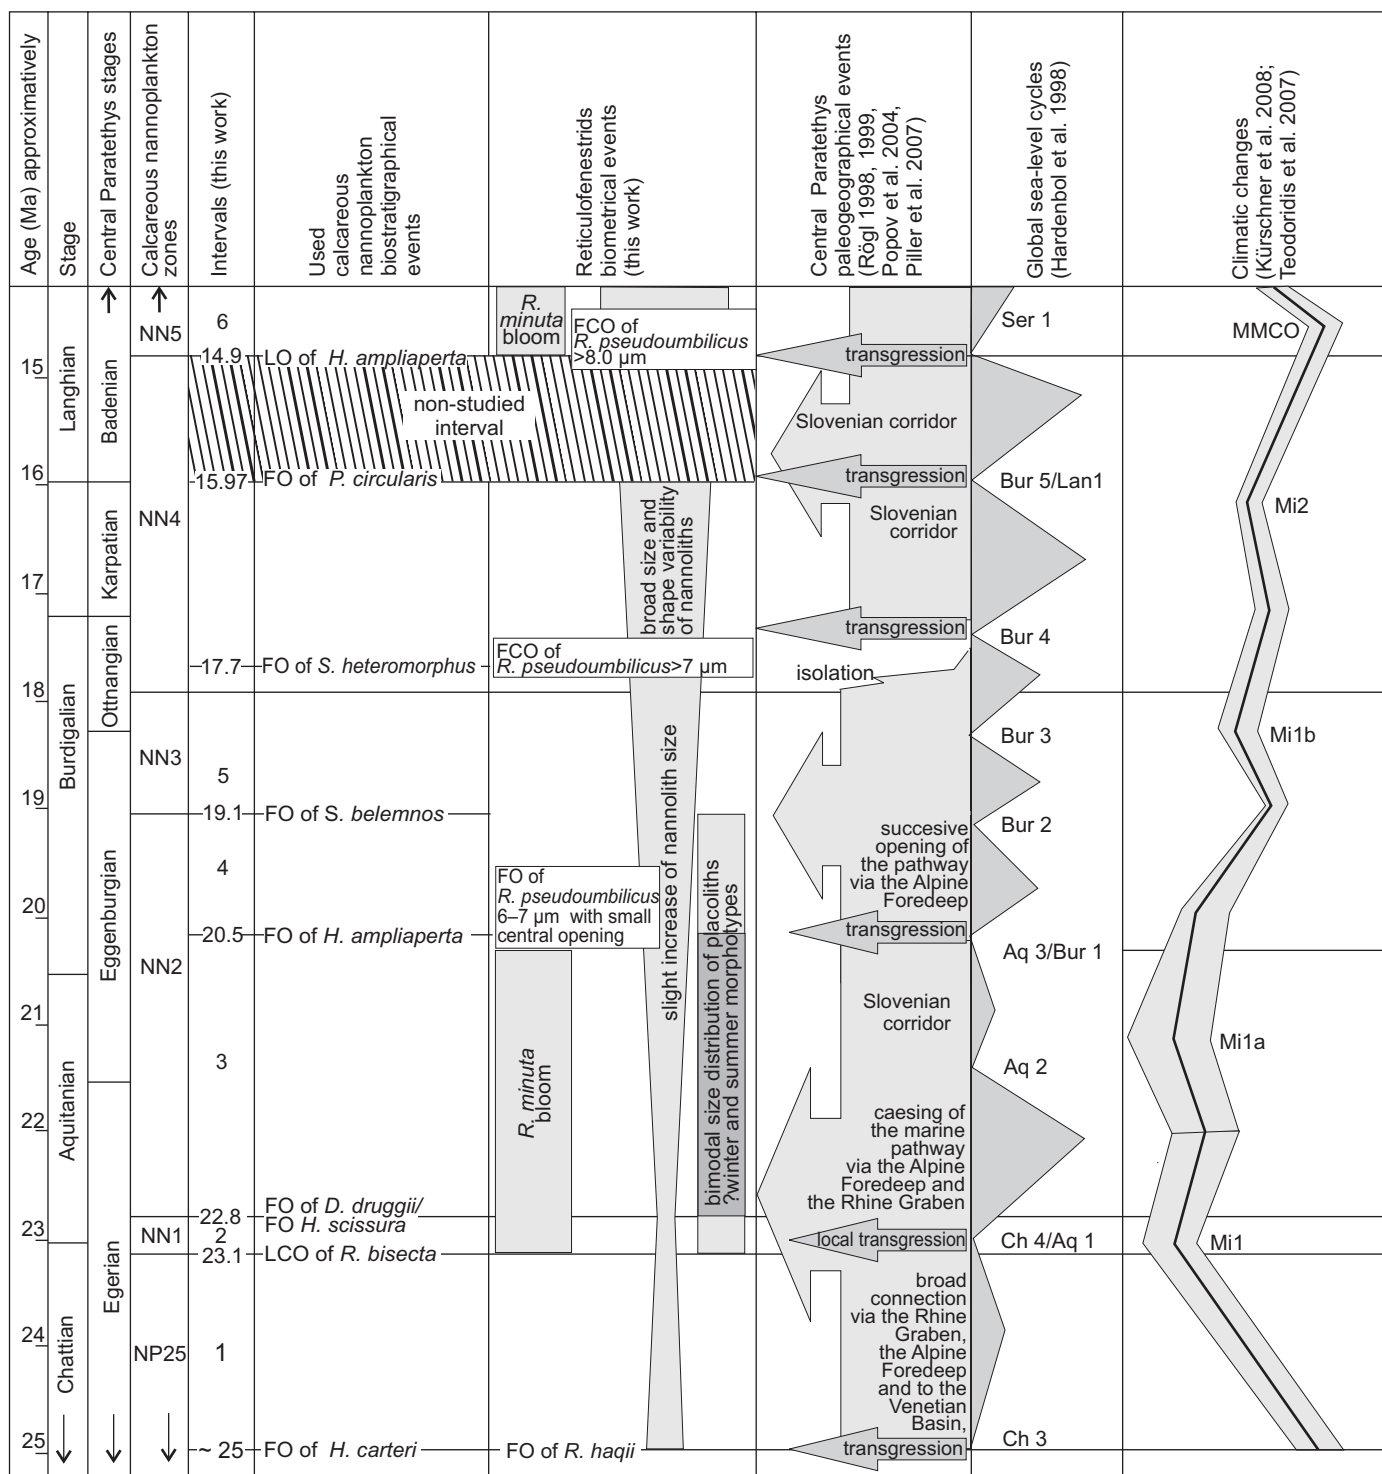 Age (Ma) approximatively
Stage
Central Paratethys stages
Calcareous nannoplankton
zones
Intervals (this work)
Used
calcareous
nannoplankton
biostratigraphical
events
Reticulofenestrids
biometrical events
(this work)
Central Paratethys
paleogeographical events
(Rögl 1998, 1999,
Popov et al. 2004,
Piller et al. 2007)
Global sea-level cycles
(Hardenbol et al. 1998)
Climatic changes
(Kürschner et al. 2008;
Teodoridis et al. 2007)
15
16
17
18
19
20
21
22
23
24
25
Langhian
Burdigalian
Aquitanian
Chattian
Badenian
Karpatian
Ottnangian
Eggenburgian
Egerian
NN5
NN4
NN3
NN2
NN1
NP25
6
14.9
15.97
17.7
5
19.1
4
20.5
3
22.8
2
23.1
1
~ 25
LO of H. ampliaperta
FO of P. circularis
FO of S. heteromorphus
FO of S. belemnos
FO of H. ampliaperta
FO of D. druggii/
FO H. scissura
LCO of R. bisecta
FO of H. carteri
R.
minuta
bloom
FCO of
R. pseudoumbilicus
>8.0 µm
non-studied
interval
broad size and
shape variability
of nannoliths
FCO of
R. pseudoumbilicus>7 µm
slight increase of nannolith size
FO of
R. pseudoumbilicus
6–7 µm with small
central opening
R. minuta
bloom
bimodal size distribution of placoliths
?winter and summer morphotypes
FO of R. haqii
transgression
Slovenian corridor
transgression
Slovenian
corridor
transgression
isolation
succesive
opening of
the pathway
via the Alpine
Foredeep
transgression
Slovenian
corridor
caesing of
the marine
pathway
via the Alpine
Foredeep and
the Rhine Graben
local transgression
broad
connection
via the Rhine
Graben,
the Alpine
Foredeep
and to the
Venetian
Basin,
transgression
Ser 1
Bur 5/Lan1
Bur 4
Bur 3
Bur 2
Aq 3/Bur 1
Aq 2
Ch 4/Aq 1
Ch 3
MMCO
Mi2
Mi1b
Mi1a
Mi1